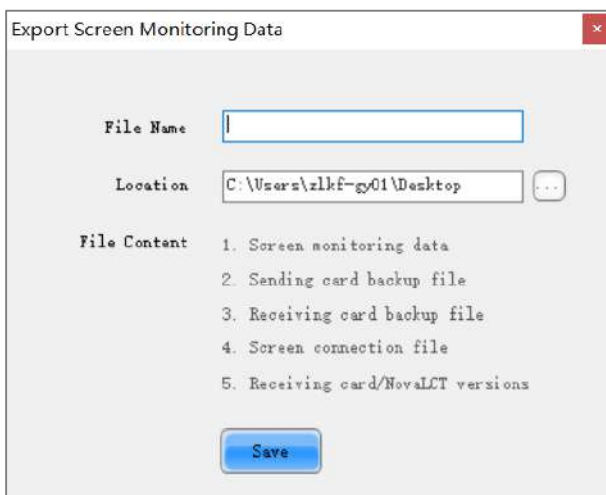 Export Screen Monitoring Data
File Name
Location C:\Users\zlkf-gy01\Desktop ...
File Content 1. Screen monitoring data
2. Sending card backup file
3. Receiving card backup file
4. Screen connection file
5. Receiving card/NovaLCT versions
Save